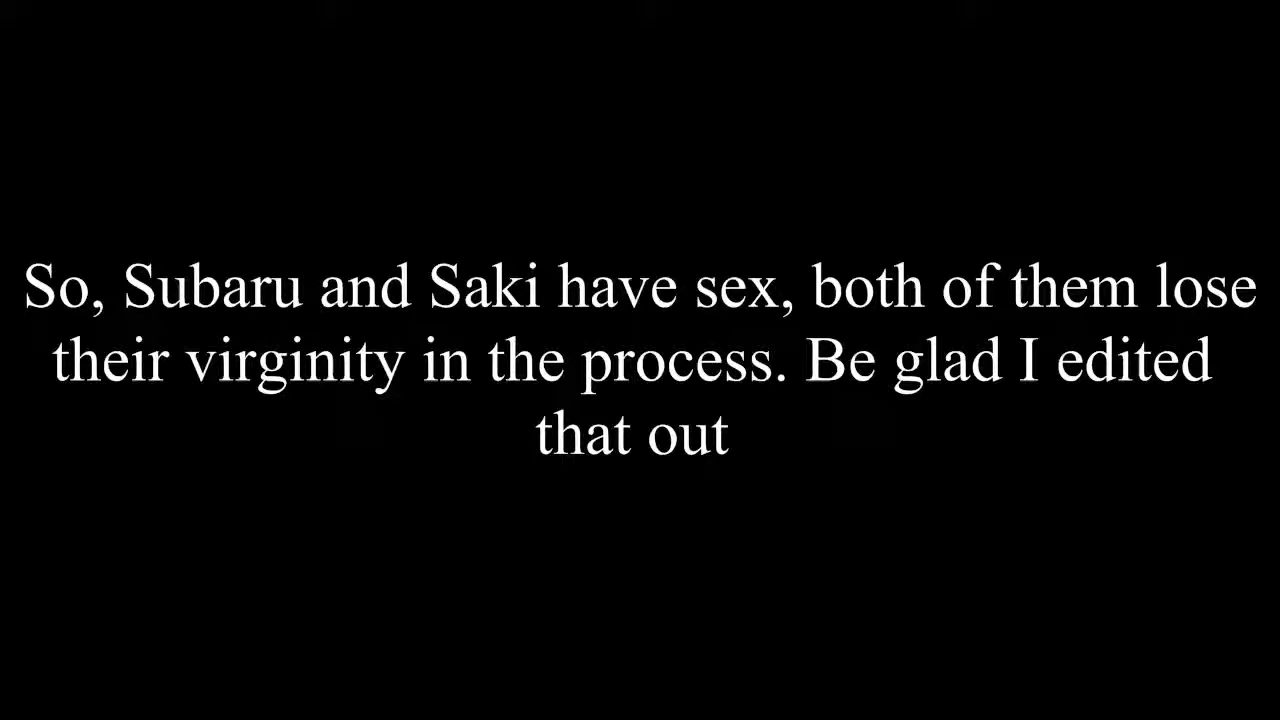 So, Subaru and Saki have sex, both of them lose
their virginity in the process. Be glad I edited
that out